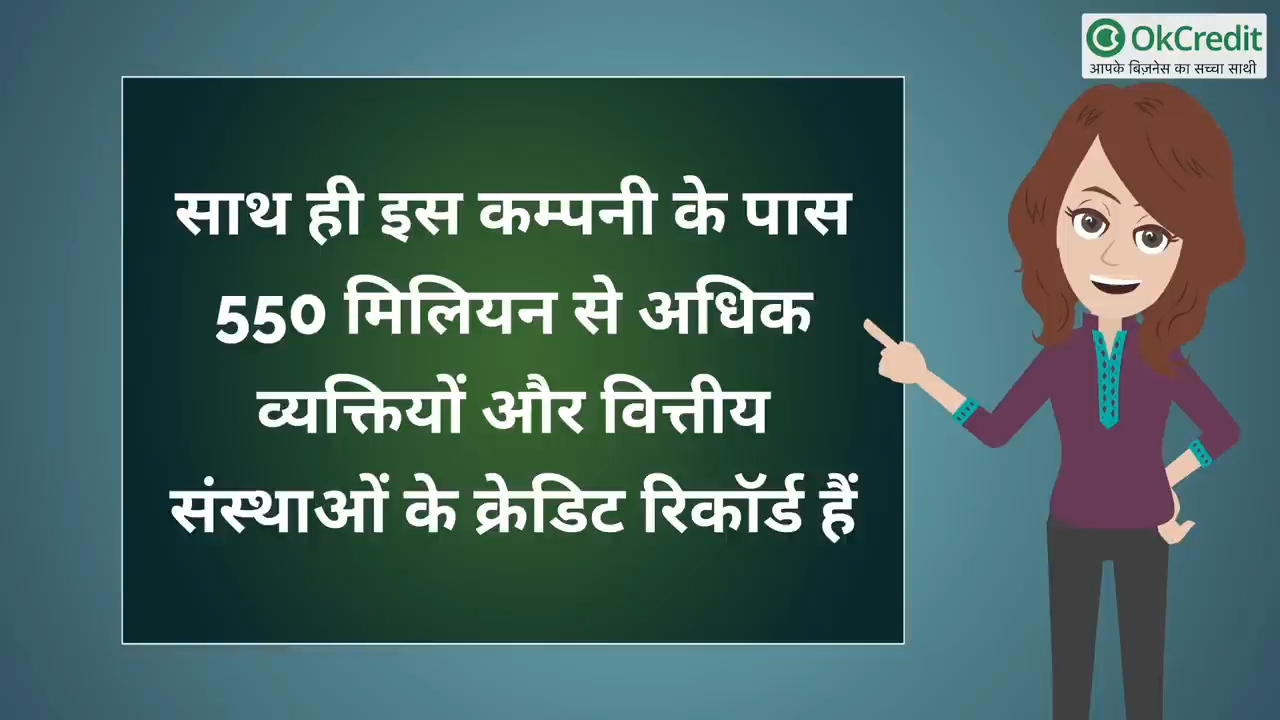 OkCredit
आपके बिज़नेस का सच्चा साथी
साथ ही इस कम्पनी के पास
550 मिलियन से अधिक
व्यक्तियों और वित्तीय
संस्थाओं के क्रेडिट रिकॉर्ड हैं